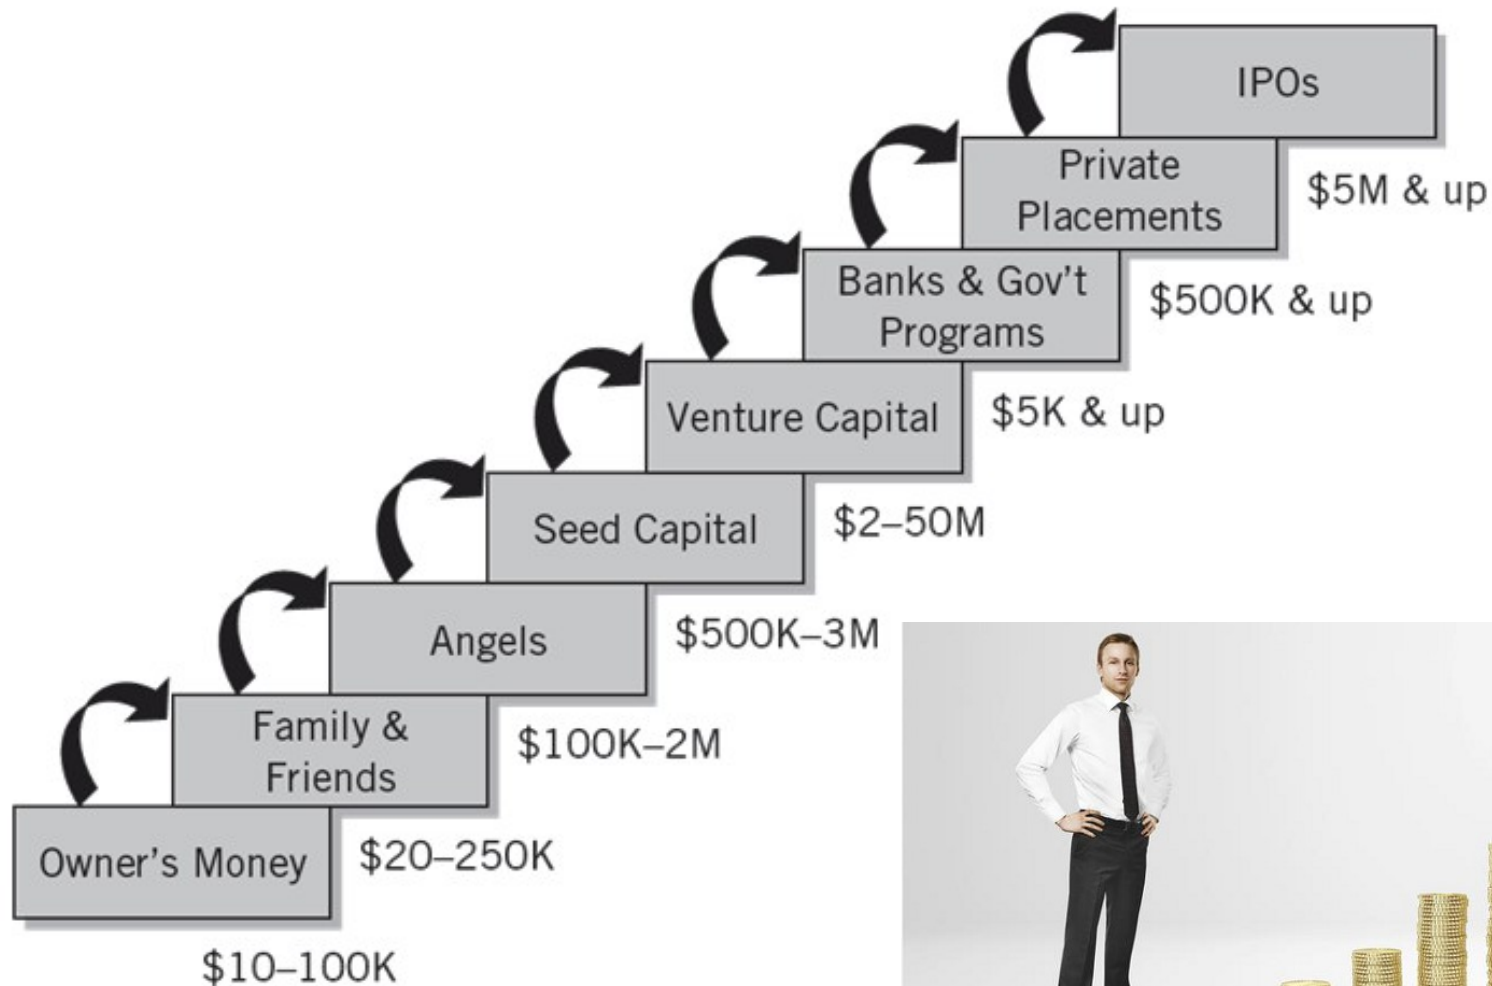 IPOs
Private
Placements
$5M & up
Banks & Gov't
Programs
$500K & up
Venture Capital
$5K & up
Seed Capital
$2–50M
Angels
$500K–3M
Family &
Friends
$100K–2M
Owner's Money
$20–250K
$10–100K